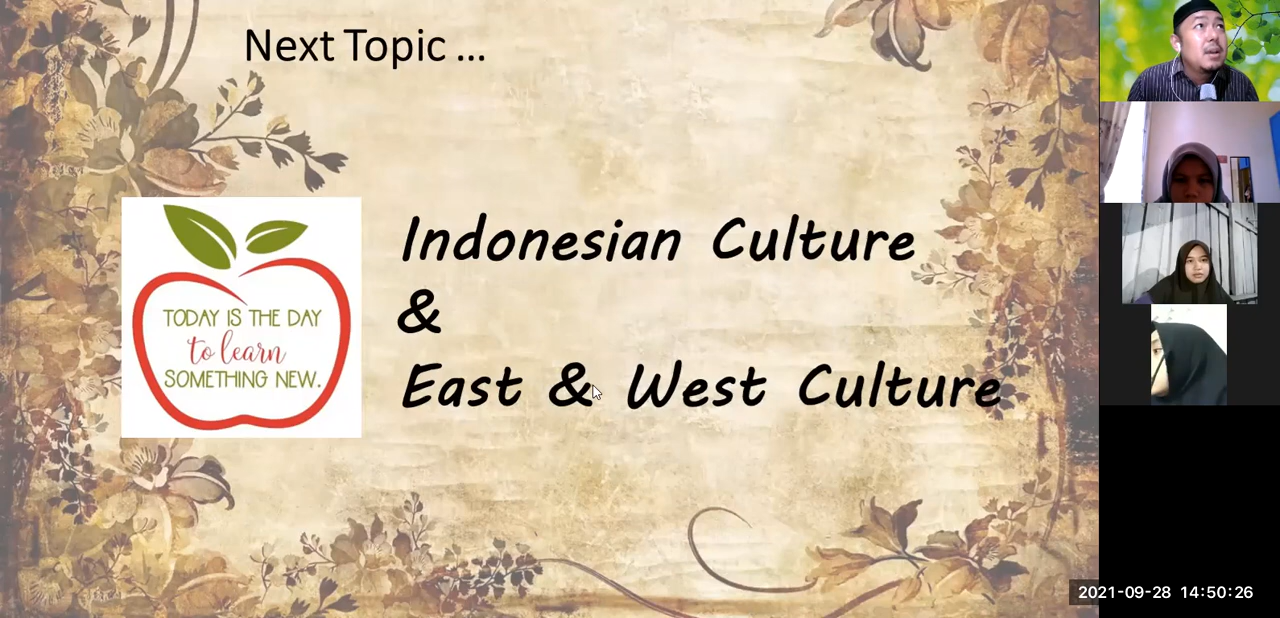 Next Topic ...
TODAY IS THE DAY
to learn
SOMETHING NEW.
Indonesian Culture
&
East & West Culture
2021-09-28 14:50:26